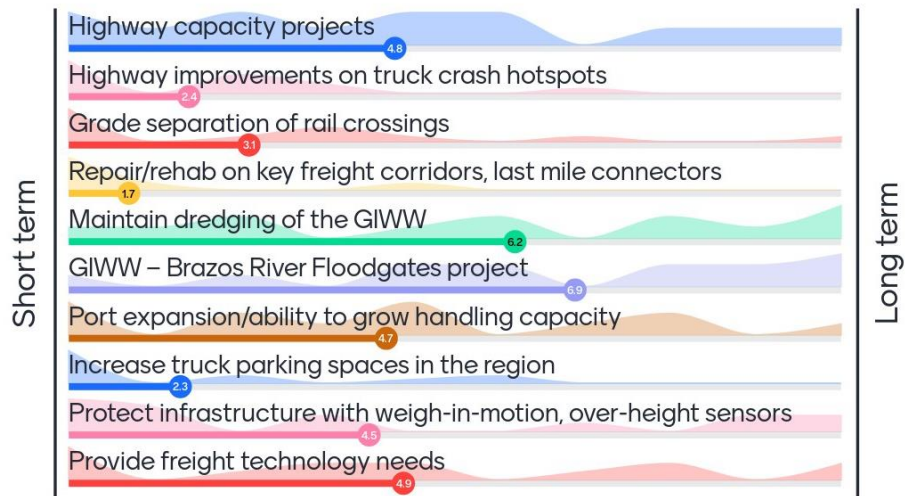 Highway capacity projects
4.8
Highway improvements on truck crash hotspots
2.4
Grade separation of rail crossings
3.1
Repair/rehab on key freight corridors, last mile connectors
1.7
Maintain dredging of the GIWW
6.2
GIWW – Brazos River Floodgates project
6.9
Port expansion/ability to grow handling capacity
4.7
Increase truck parking spaces in the region
2.3
Protect infrastructure with weigh-in-motion, over-height sensors
4.5
Provide freight technology needs
4.9
Short term
Long term